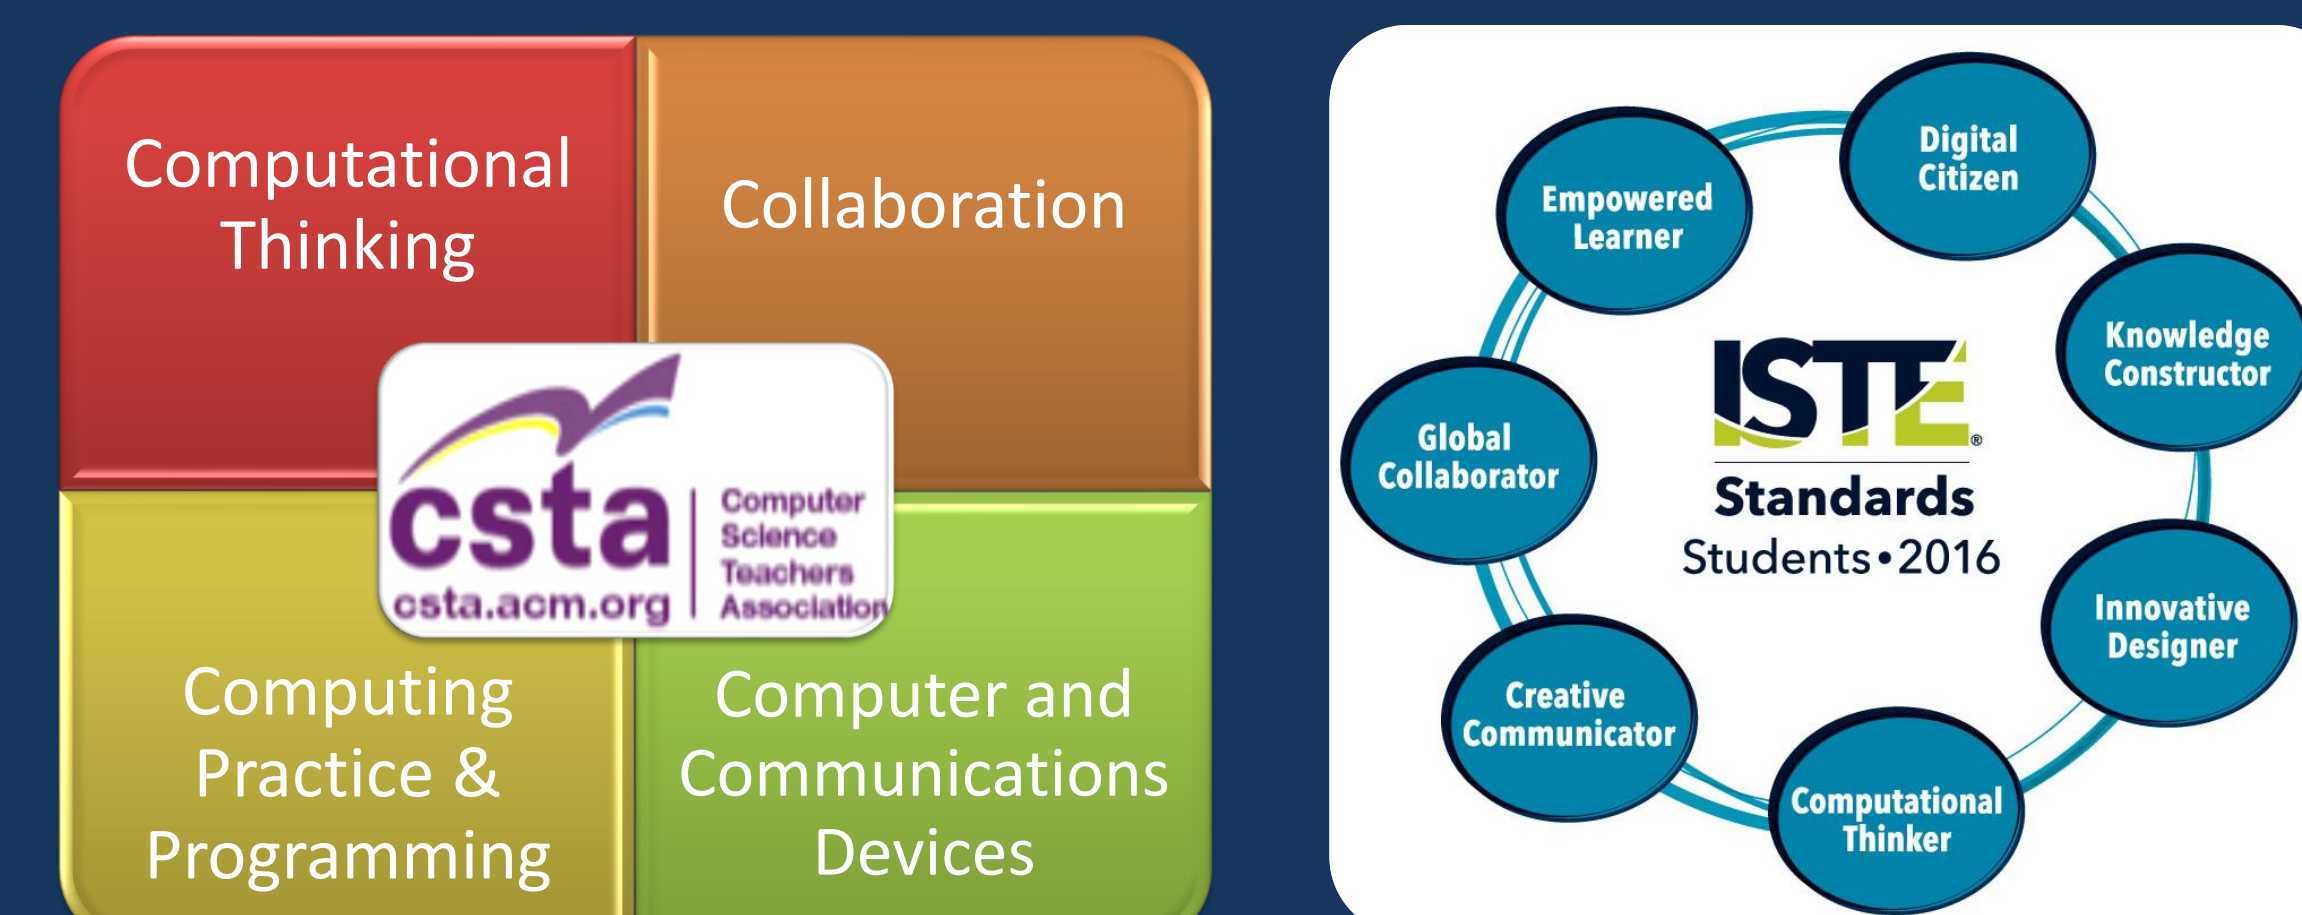 Computational
Thinking
Collaboration
csta
csta.acm.org
Computer
Science
Teachers
Association
Computing
Practice &
Programming
Computer and
Communications
Devices
Digital
Citizen
Empowered
Learner
Knowledge
Constructor
ISTE®
Standards
Students•2016
Global
Collaborator
Innovative
Designer
Creative
Communicator
Computational
Thinker